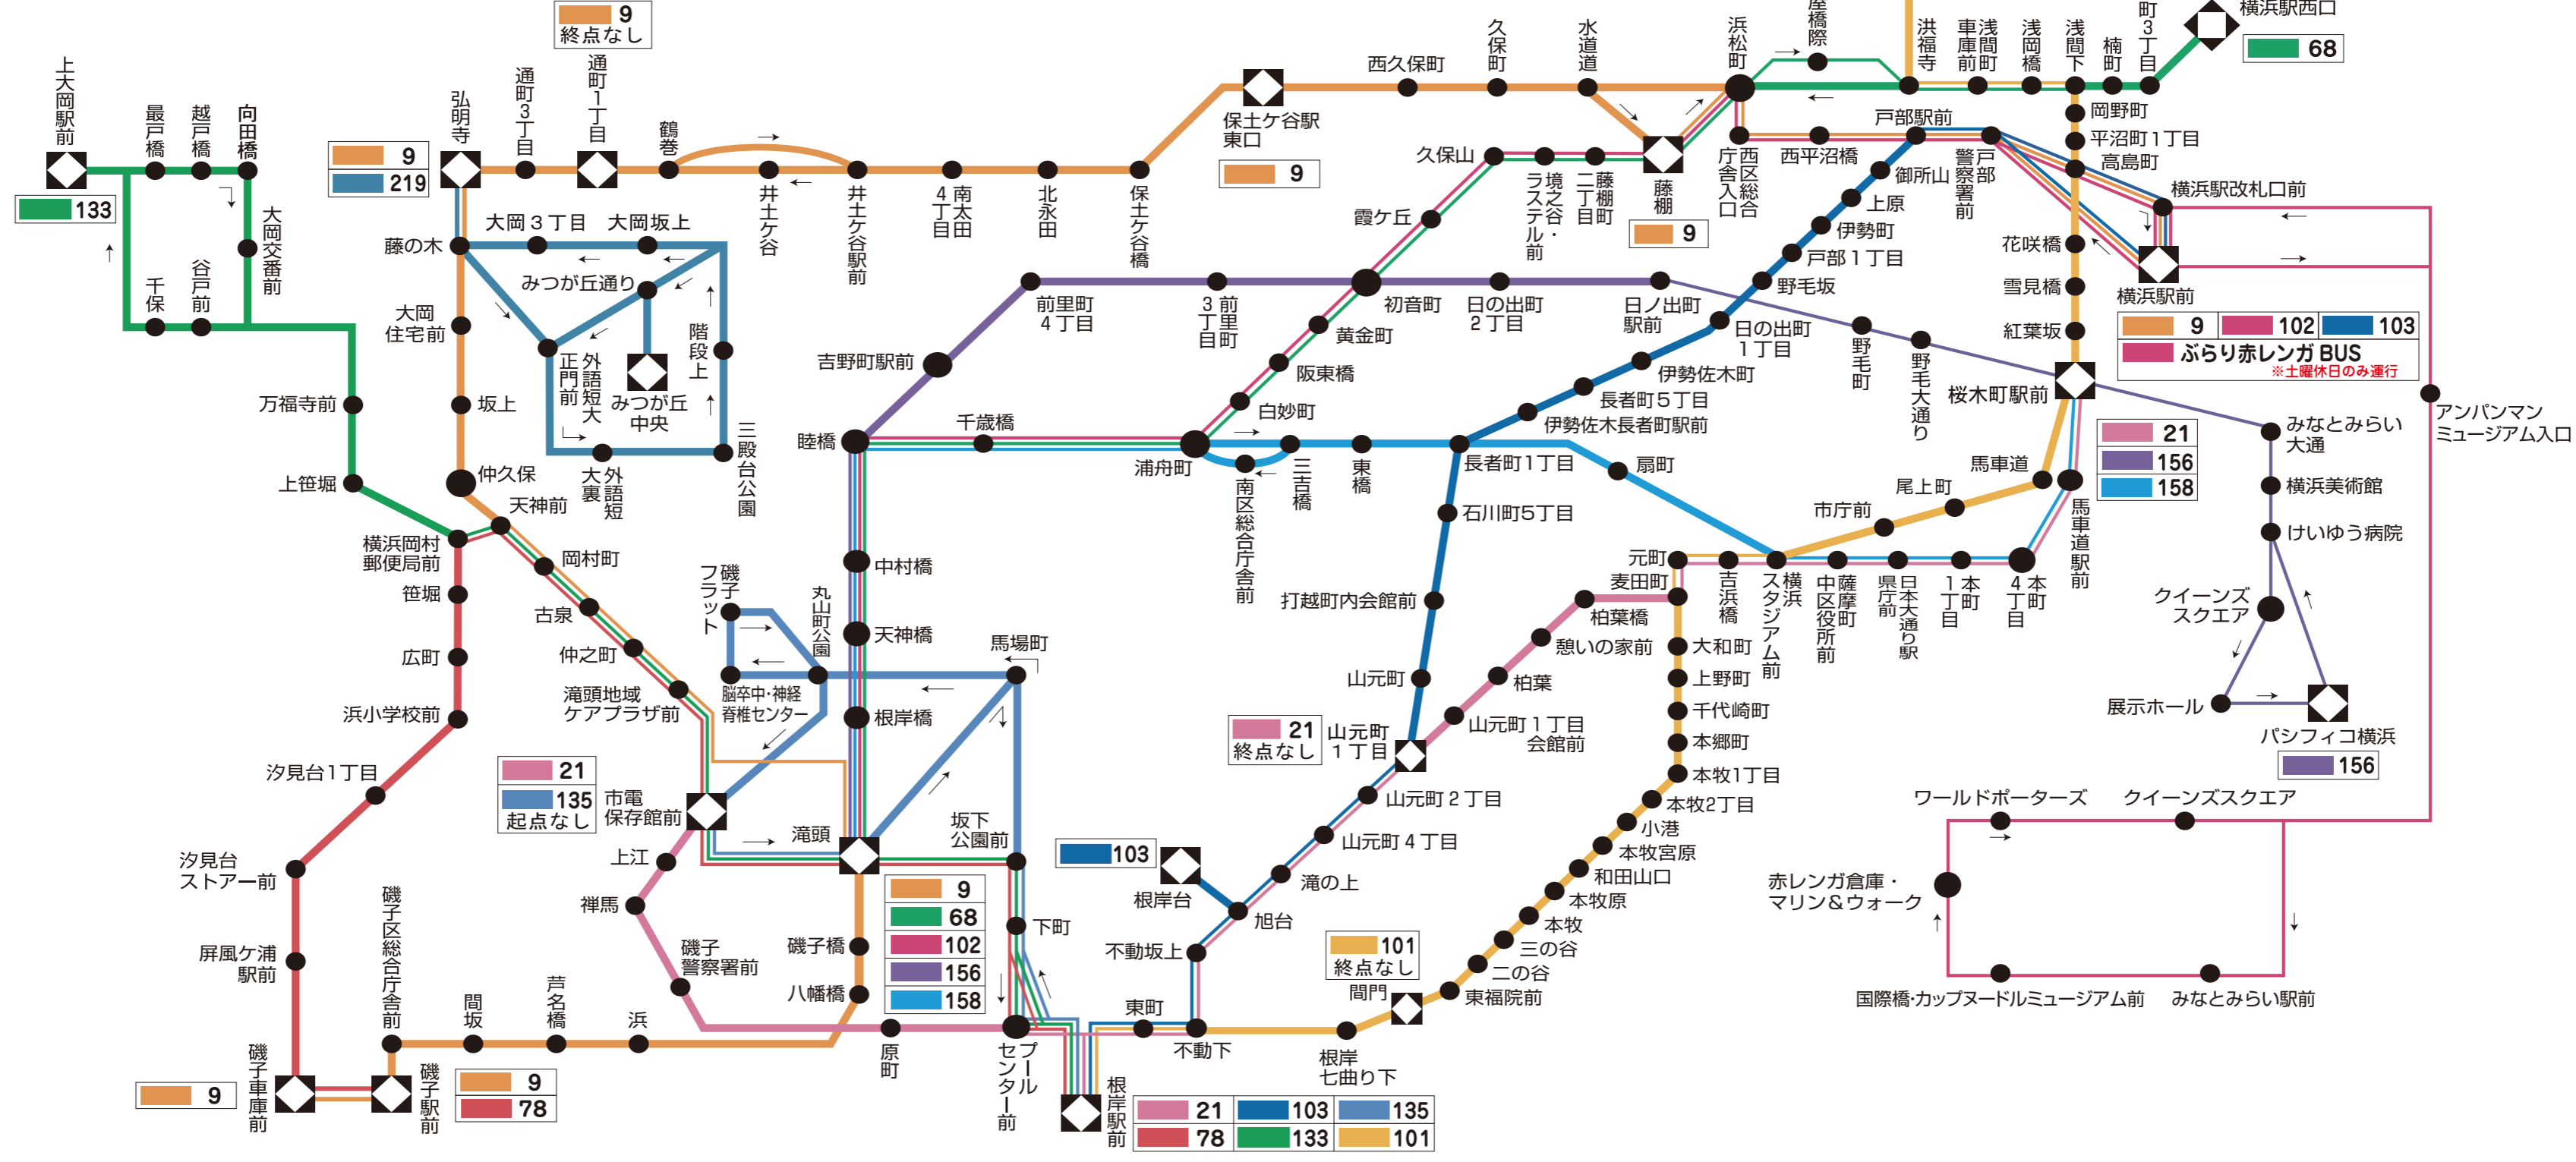 9
終点なし
屋橋際
町3丁目
横浜駅西口
68
上大岡駅前
最戸橋
越戸橋
向田橋
133
大岡交番前
千保
谷戸前
万福寺前
上笹堀
横浜岡村
郵便局前
笹堀
広町
浜小学校前
汐見台1丁目
汐見台
ストアー前
屏風ケ浦
駅前
磯子車庫前
9
磯子駅前
9
78
磯子区総合庁舎前
間坂
芦名橋
浜
9
219
弘明寺
通町3丁目
通町1丁目
鶴巻
井土ケ谷
井土ケ谷駅前
南太田
4丁目
北永田
保土ケ谷橋
保土ケ谷駅
東口
9
西久保町
久保町
水道道
浜松町
洪福寺
浅間町
車庫前
浅岡橋
浅間下
楠町
藤の木
大岡3丁目
大岡坂上
みつが丘通り
みつが丘
中央
階段上
三殿台公園
外語短大
正門前
外語短
大裏
大岡
住宅前
坂上
仲久保
天神前
岡村町
古泉
仲之町
滝頭地域
ケアプラザ前
久保山
境之谷・
ラステル前
藤棚町
二丁目
藤棚
9
霞ケ丘
西区総合
庁舎入口
西平沼橋
戸部駅前
戸部
警察署前
岡野町
平沼町1丁目
高島町
横浜駅改札口前
横浜駅前
9
102
103
ぶらり赤レンガBUS
※土曜休日のみ運行
御所山
上原
伊勢町
戸部1丁目
野毛坂
日の出町
1丁目
伊勢佐木町
長者町5丁目
伊勢佐木長者町駅前
花咲橋
雪見橋
紅葉坂
桜木町駅前
21
156
158
吉野町駅前
前里町
4丁目
前里町
3丁目
初音町
日の出町
2丁目
日ノ出町
駅前
野毛町
野毛大通り
黄金町
阪東橋
白妙町
睦橋
千歳橋
浦舟町
南区総合庁舎前
三吉橋
東橋
長者町1丁目
扇町
石川町5丁目
打越町内会館前
山元町
中村橋
天神橋
根岸橋
磯子
フラット
丸山町公園
脳卒中・神経
脊椎センター
馬場町
21
135
起点なし
市電
保存館前
滝頭
坂下
公園前
上江
禅馬
磯子
警察署前
磯子橋
八幡橋
原町
9
68
102
156
158
下町
プール
センター前
根岸駅前
21
103
135
78
133
101
103
根岸台
旭台
滝の上
山元町4丁目
山元町2丁目
21
終点なし
山元町
1丁目
山元町1丁目
会館前
柏葉
憩いの家前
柏葉橋
麦田町
元町
吉浜橋
横浜
スタジアム前
薩摩町
中区役所前
日本大通り駅
県庁前
本町
1丁目
本町
4丁目
馬車道駅前
馬車道
尾上町
市庁前
大和町
上野町
千代崎町
本郷町
本牧1丁目
本牧2丁目
小港
本牧宮原
和田山口
本牧原
本牧
三の谷
二の谷
東福院前
101
終点なし
間門
根岸
七曲り下
不動下
東町
不動坂上
みなとみらい
大通
横浜美術館
けいゆう病院
クイーンズ
スクエア
展示ホール
パシフィコ横浜
156
アンパンマン
ミュージアム入口
ワールドポーターズ
クイーンズスクエア
赤レンガ倉庫・
マリン&ウォーク
国際橋・カップヌードルミュージアム前
みなとみらい駅前